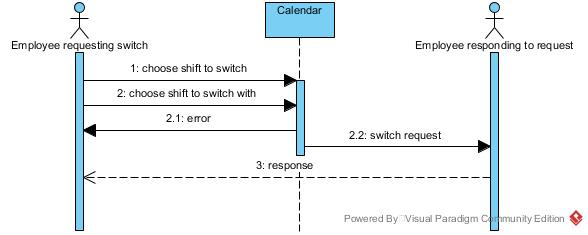 Calendar
Employee requesting switch
Employee responding to request
1: choose shift to switch
2: choose shift to switch with
2.1: error
2.2: switch request
3: response
Powered By Visual Paradigm Community Edition